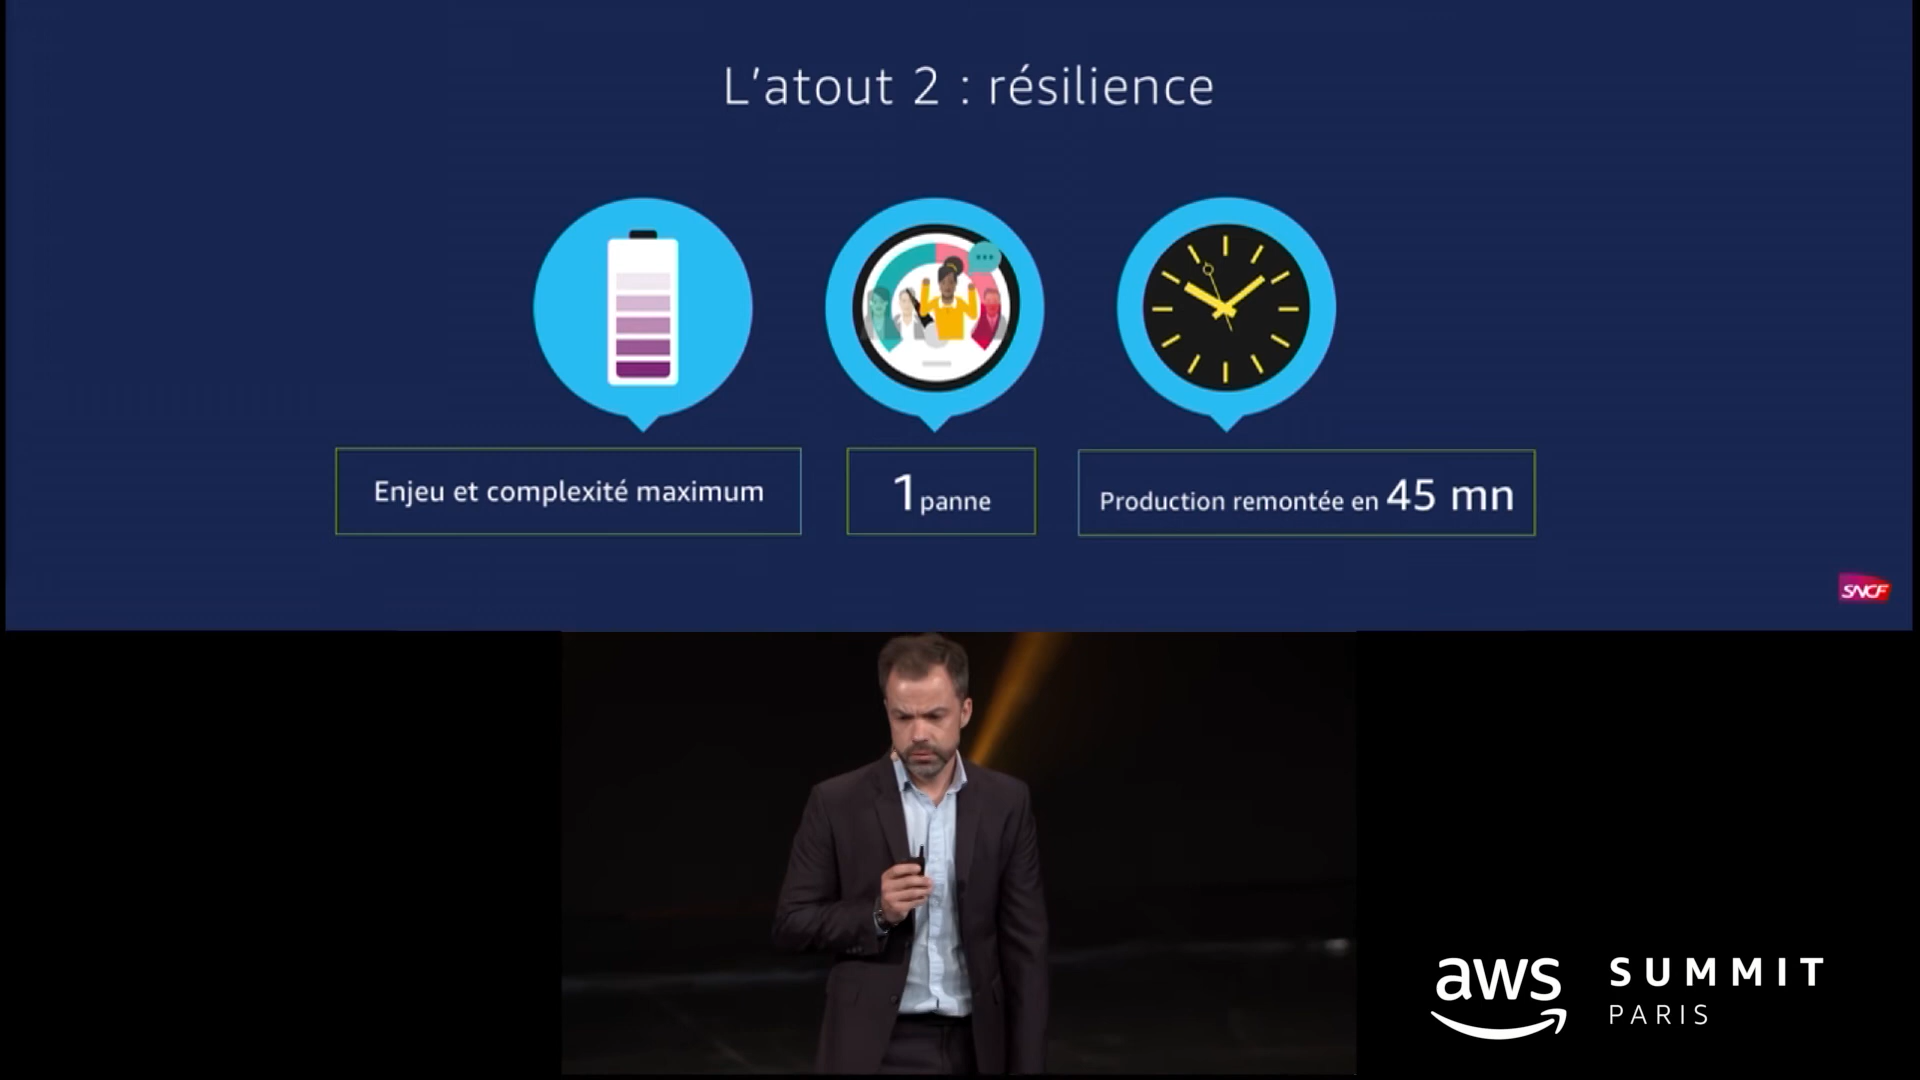 L'atout 2 : résilience
Enjeu et complexité maximum
1 panne
Production remontée en 45 mn
SNCF
aws SUMMIT
PARIS